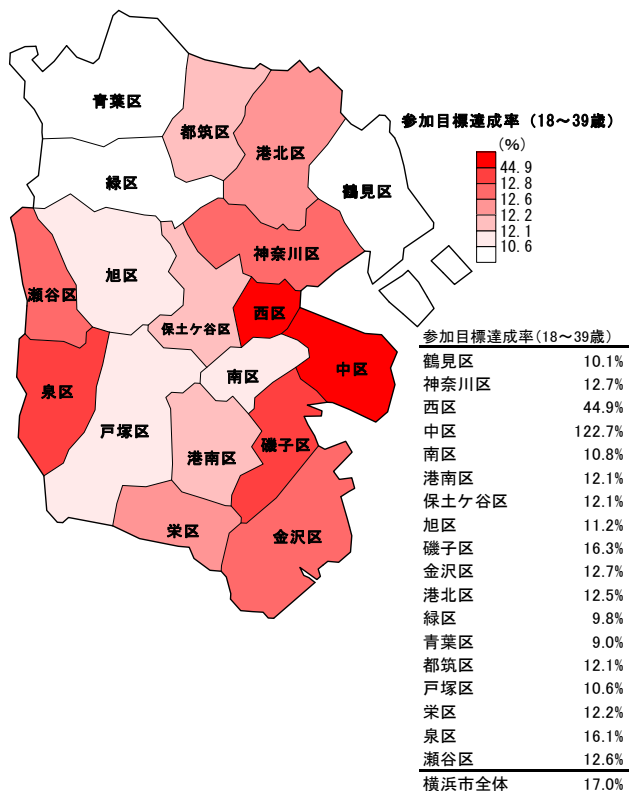 青葉区
都筑区
港北区
緑区
鶴見区
神奈川区
旭区
瀬谷区
保土ケ谷区
西区
中区
南区
泉区
戸塚区
港南区
磯子区
栄区
金沢区
参加目標達成率 (18～39歳)
(%)
44.9
12.8
12.6
12.2
12.1
10.6
参加目標達成率(18～39歳)
鶴見区 10.1%
神奈川区 12.7%
西区 44.9%
中区 122.7%
南区 10.8%
港南区 12.1%
保土ケ谷区 12.1%
旭区 11.2%
磯子区 16.3%
金沢区 12.7%
港北区 12.5%
緑区 9.8%
青葉区 9.0%
都筑区 12.1%
戸塚区 10.6%
栄区 12.2%
泉区 16.1%
瀬谷区 12.6%
横浜市全体 17.0%